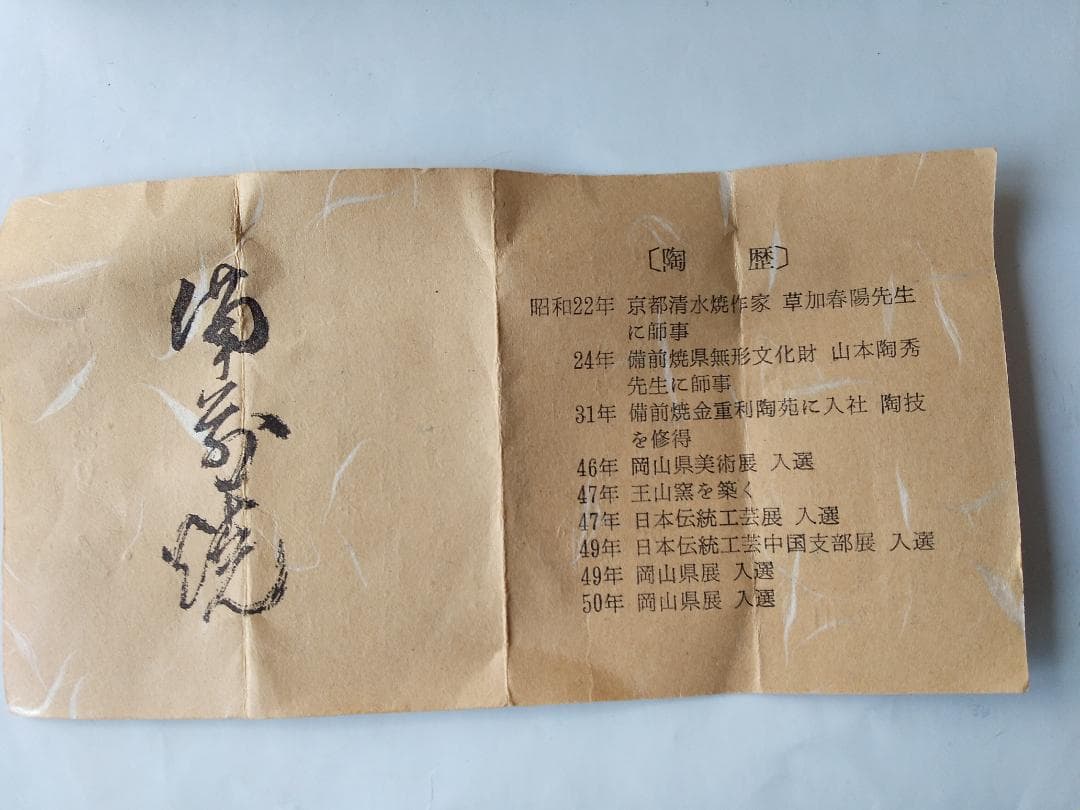 備前焼
〔陶 歴〕
昭和22年 京都清水焼作家 草加春陽先生
に師事
24年 備前焼県無形文化財 山本陶秀
先生に師事
31年 備前焼金重利陶苑に入社 陶技
を修得
46年 岡山県美術展 入選
47年 王山窯を築く
47年 日本伝統工芸展 入選
49年 日本伝統工芸中国支部展 入選
49年 岡山県展 入選
50年 岡山県展 入選